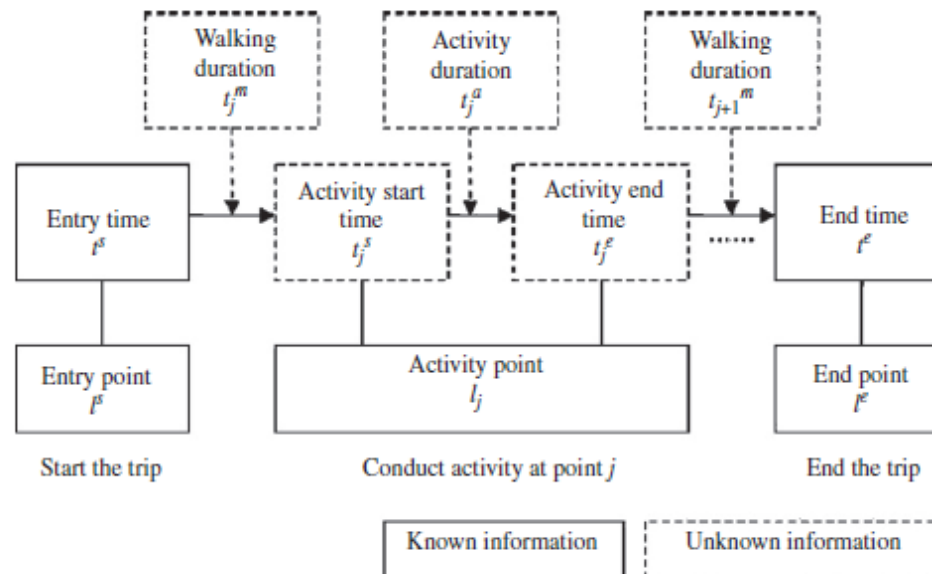 Walking
duration
t_j^m
Activity
duration
t_j^a
Walking
duration
t_{j+1}^m
Entry time
t^s
Activity start
time
t_j^s
Activity end
time
t_j^e
......
End time
t^e
Entry point
l^s
Activity point
l_j
End point
l^e
Start the trip
Conduct activity at point j
End the trip
Known information
Unknown information